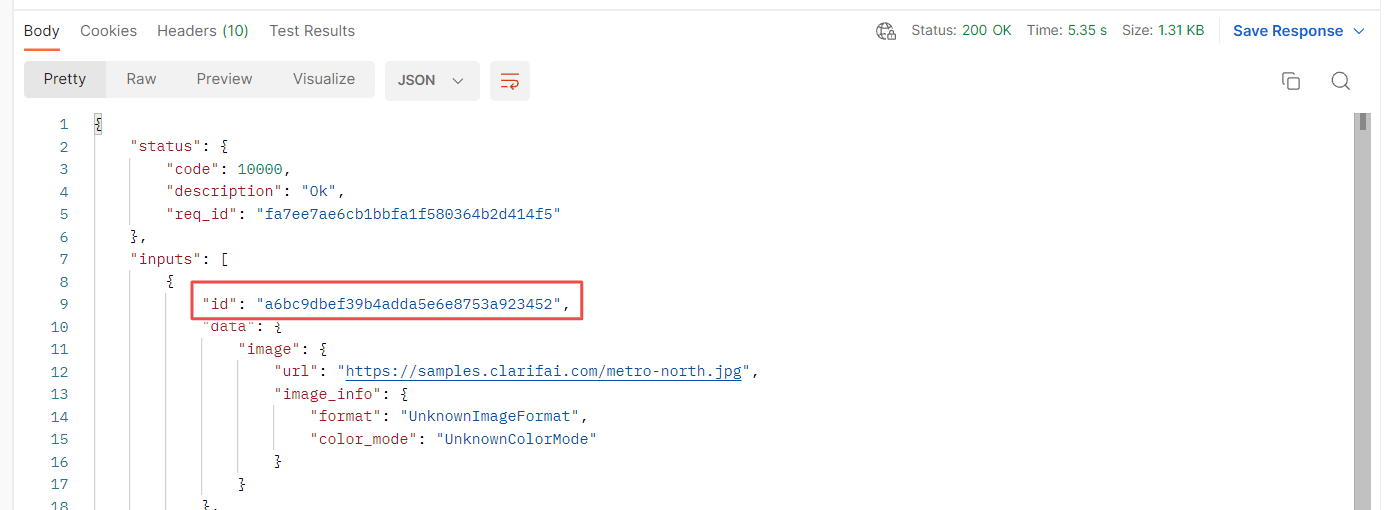 Body Cookies Headers (10) Test Results Status: 200 OK Time: 5.35 s Size: 1.31 KB Save Response
Pretty Raw Preview Visualize JSON
1 {
2 "status": {
3 "code": 10000,
4 "description": "Ok",
5 "req_id": "fa7ee7ae6cb1bbfa1f580364b2d414f5"
6 },
7 "inputs": [
8 {
9 "id": "a6bc9dbef39b4adda5e6e8753a923452",
10 "data": {
11 "image": {
12 "url": "https://samples.clarifai.com/metro-north.jpg",
13 "image_info": {
14 "format": "UnknownImageFormat",
15 "color_mode": "UnknownColorMode"
16 }
17 }
18 },